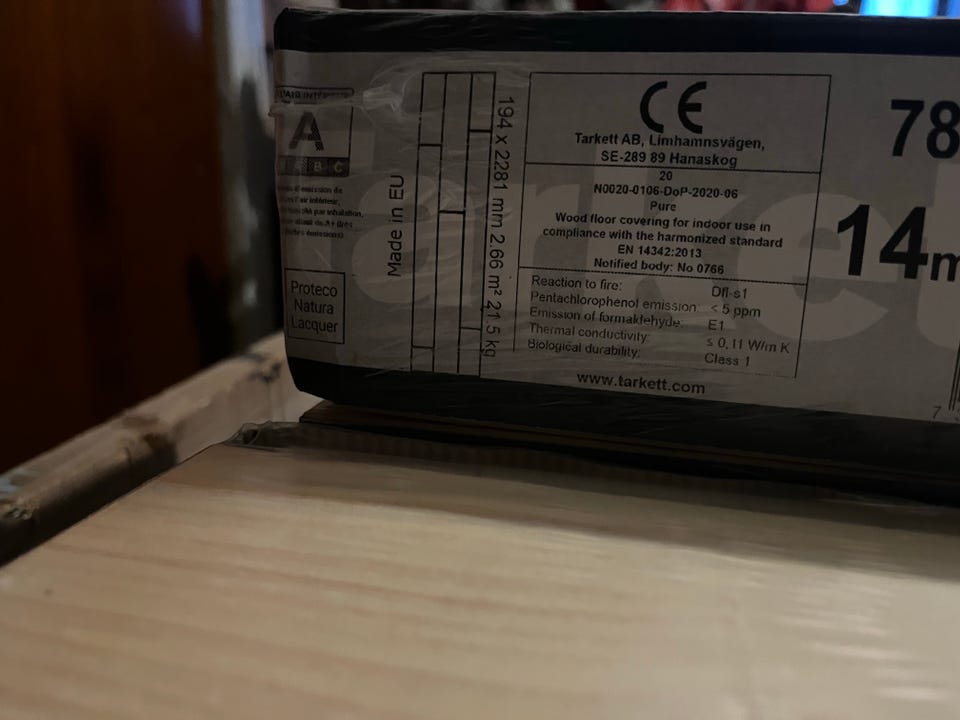 L'AIR INTÉR
A
B C
Made in EU
Proteco
Natura
Lacquer
194 x 2281 mm 2.66 m² 21,5 kg
CE
Tarkett AB, Limhamnsvägen,
SE-289 89 Hanaskog
20
N0020-0106-DoP-2020-06
Pure
Wood floor covering for indoor use in
compliance with the harmonized standard
EN 14342:2013
Notified body: No 0766
Reaction to fire: Dfl-s1
Pentachlorophenol emission: < 5 ppm
Emission of formaldehyde: E1
Thermal conductivity: ≤ 0,11 W/m K
Biological durability: Class 1
www.tarkett.com
78
14m
7